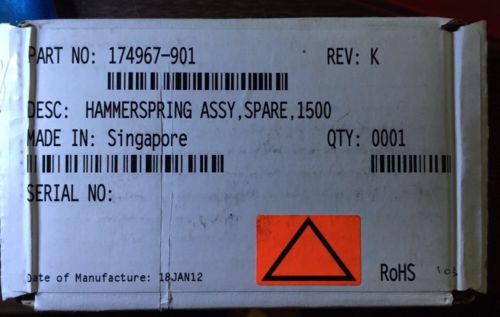 PART NO: 174967-901 REV: K
DESC: HAMMERSPRING ASSY,SPARE,1500
MADE IN: Singapore QTY: 0001
SERIAL NO:
Date of Manufacture: 18JAN12 RoHS